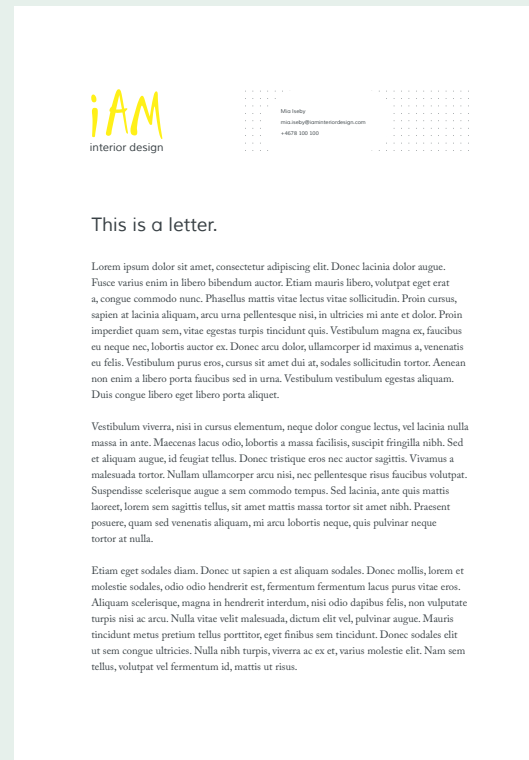 iAM
interior design
Mia Iseby
mia.iseby@iaminteriordesign.com
+4678 100 100
This is a letter.
Lorem ipsum dolor sit amet, consectetur adipiscing elit. Donec lacinia dolor augue.
Fusce varius enim in libero bibendum auctor. Etiam mauris libero, volutpat eget erat
a, congue commodo nunc. Phasellus mattis vitae lectus vitae sollicitudin. Proin cursus,
sapien at lacinia aliquam, arcu urna pellentesque nisi, in ultricies mi ante et dolor. Proin
imperdiet quam sem, vitae egestas turpis tincidunt quis. Vestibulum magna ex, faucibus
eu neque nec, lobortis auctor ex. Donec arcu dolor, ullamcorper id maximus a, venenatis
eu felis. Vestibulum purus eros, cursus sit amet dui at, sodales sollicitudin tortor. Aenean
non enim a libero porta faucibus sed in urna. Vestibulum vestibulum egestas aliquam.
Duis congue libero eget libero porta aliquet.
Vestibulum viverra, nisi in cursus elementum, neque dolor congue lectus, vel lacinia nulla
massa in ante. Maecenas lacus odio, lobortis a massa facilisis, suscipit fringilla nibh. Sed
et aliquam augue, id feugiat tellus. Donec tristique eros nec auctor sagittis. Vivamus a
malesuada tortor. Nullam ullamcorper arcu nisi, nec pellentesque risus faucibus volutpat.
Suspendisse scelerisque augue a sem commodo tempus. Sed lacinia, ante quis mattis
laoreet, lorem sem sagittis tellus, sit amet mattis massa tortor sit amet nibh. Praesent
posuere, quam sed venenatis aliquam, mi arcu lobortis neque, quis pulvinar neque
tortor at nulla.
Etiam eget sodales diam. Donec ut sapien a est aliquam sodales. Donec mollis, lorem et
molestie sodales, odio odio hendrerit est, fermentum fermentum lacus purus vitae eros.
Aliquam scelerisque, magna in hendrerit interdum, nisi odio dapibus felis, non vulputate
turpis nisi ac arcu. Nulla vitae velit malesuada, dictum elit vel, pulvinar augue. Mauris
tincidunt metus pretium tellus porttitor, eget finibus sem tincidunt. Donec sodales elit
ut sem congue ultricies. Nulla nibh turpis, viverra ac ex et, varius molestie elit. Nam sem
tellus, volutpat vel fermentum id, mattis ut risus.